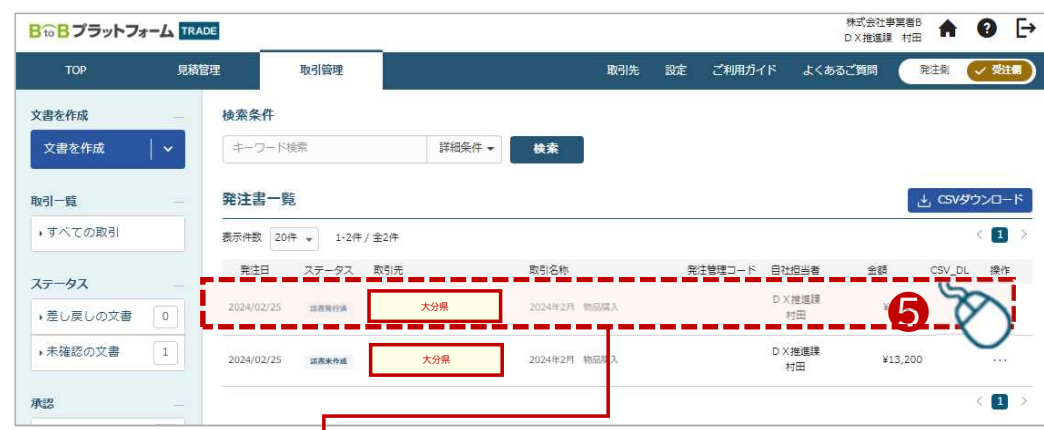 BtoBプラットフォーム TRADE
株式会社事業者B
DX推進課 村田
TOP 見積管理 取引管理 取引先 設定 ご利用ガイド よくあるご質問 発注側 受注側
文書を作成
文書を作成
取引一覧
すべての取引
ステータス
差し戻しの文書 0
未確認の文書 1
承認
検索条件
キーワード検索 詳細条件 検索
発注書一覧
CSVダウンロード
表示件数 20件 1-2件 / 全2件 < 1 >
発注日 ステータス 取引先 取引名称 発注管理コード 自社担当者 金額 CSV_DL 操作
2024/02/25 請書発行済 大分県 2024年2月 物品購入 DX推進課 村田 ¥
5
2024/02/25 請書未作成 大分県 2024年2月 物品購入 DX推進課 村田 ¥13,200 ...
< 1 >